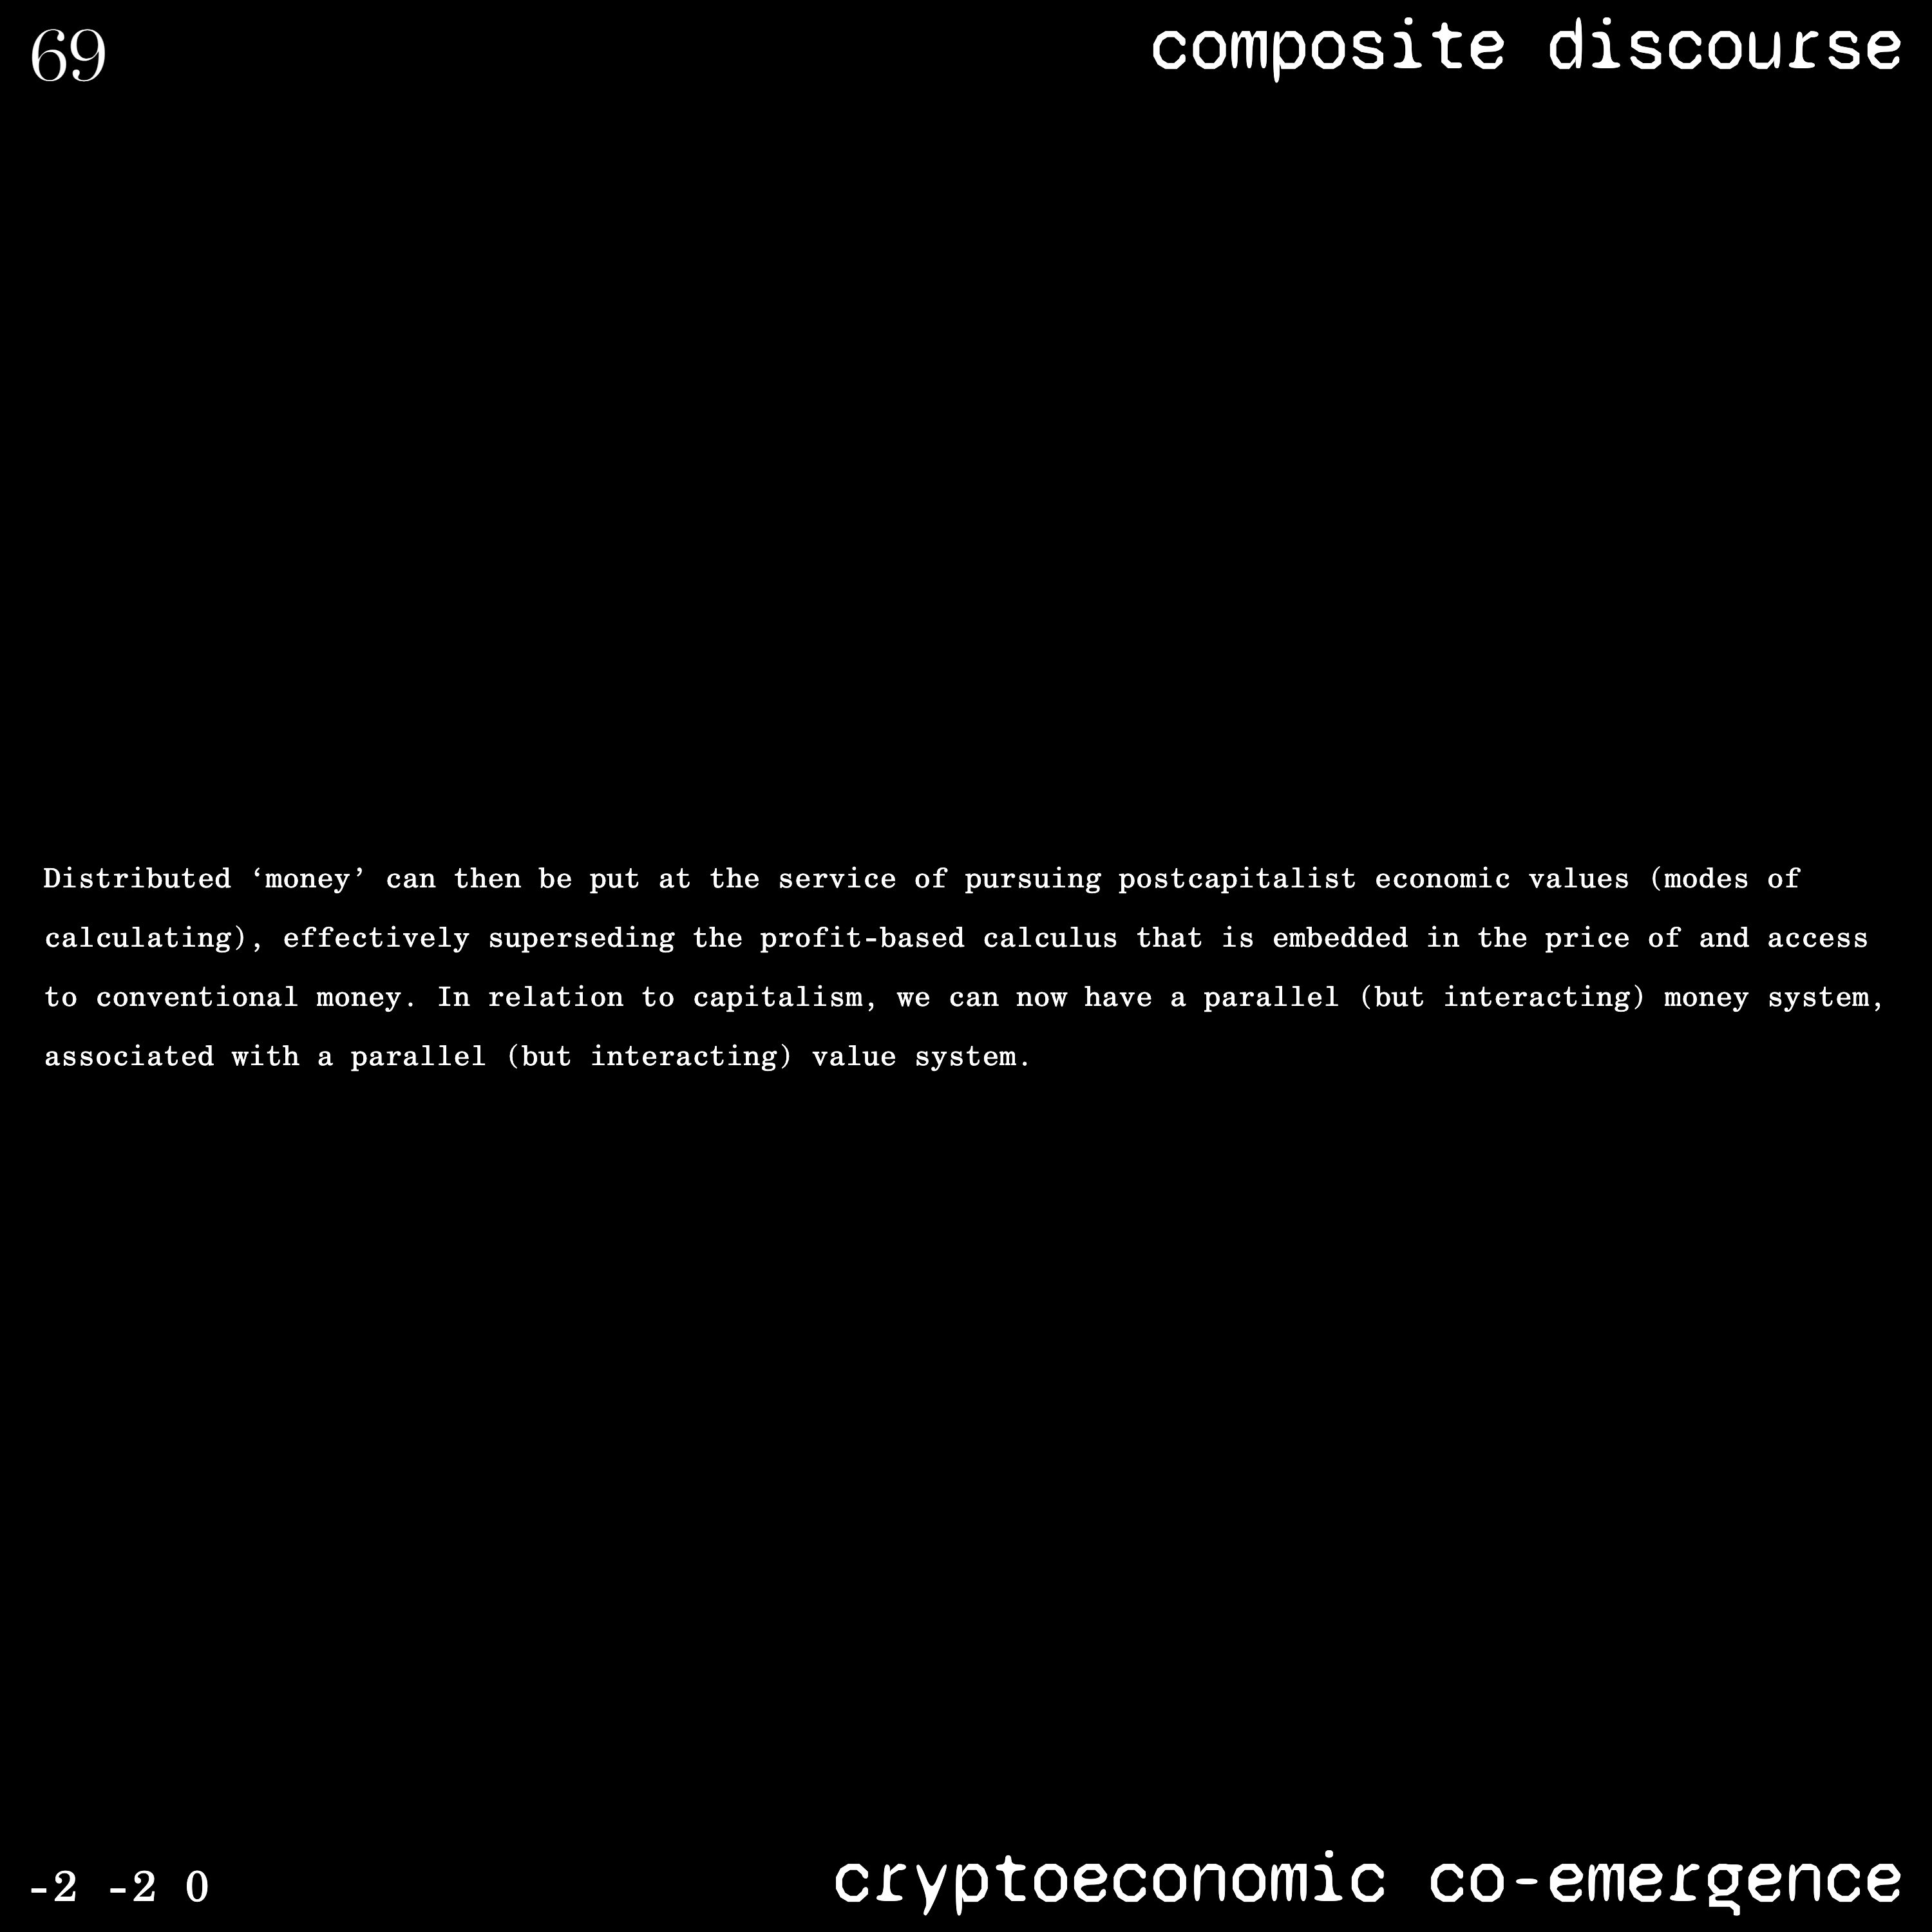 69
composite discourse
Distributed ‘money’ can then be put at the service of pursuing postcapitalist economic values (modes of
calculating), effectively superseding the profit-based calculus that is embedded in the price of and access
to conventional money. In relation to capitalism, we can now have a parallel (but interacting) money system,
associated with a parallel (but interacting) value system.
-2 -2 0
cryptoeconomic co-emergence